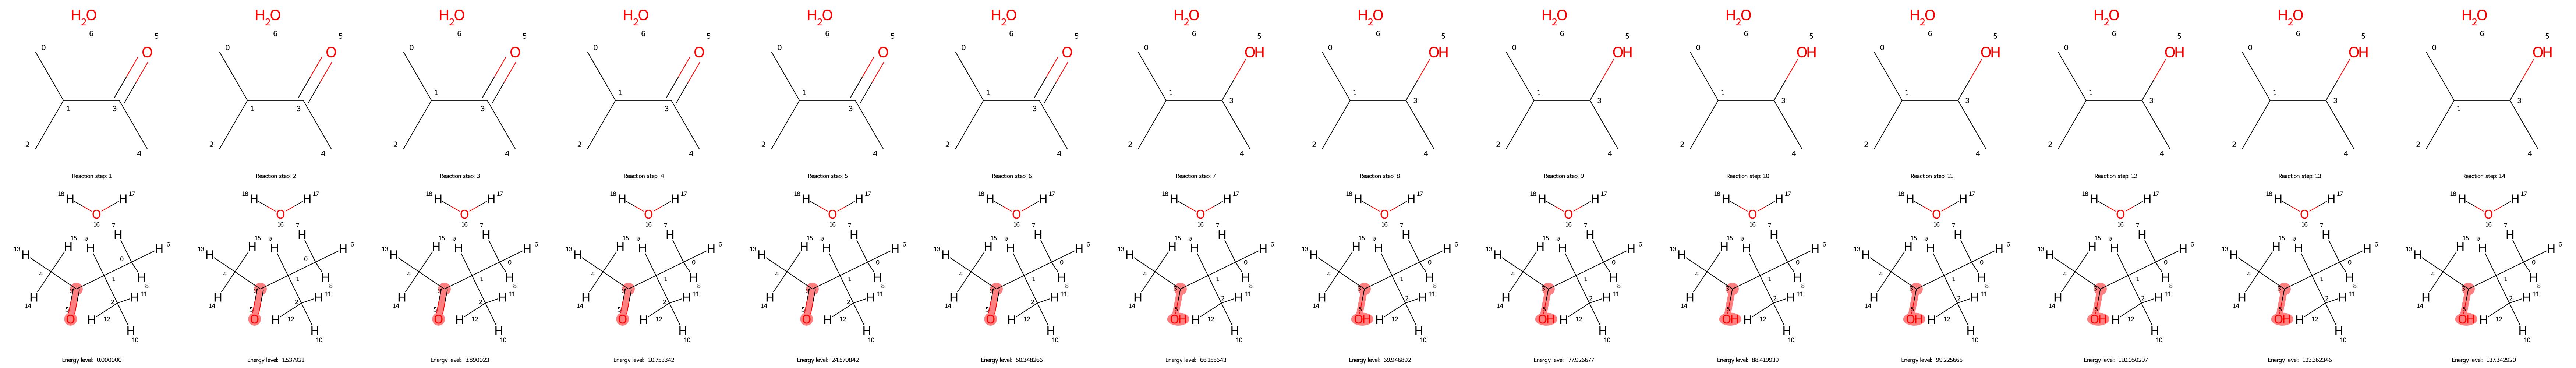 H2O H2O H2O H2O H2O H2O H2O H2O H2O H2O H2O H2O H2O H2O
6 5 6 5 6 5 6 5 6 5 6 5 6 5 6 5 6 5 6 5 6 5 6 5 6 5 6 5
0 O 0 O 0 O 0 O 0 O 0 O 0 OH 0 OH 0 OH 0 OH 0 OH 0 OH 0 OH 0 OH
1 3 1 3 1 3 1 3 1 3 1 3 1 3 1 3 1 3 1 3 1 3 1 3 1 3 1 3
2 4 2 4 2 4 2 4 2 4 2 4 2 4 2 4 2 4 2 4 2 4 2 4 2 4 2 4
Reaction step: 1 Reaction step: 2 Reaction step: 3 Reaction step: 4 Reaction step: 5 Reaction step: 6 Reaction step: 7 Reaction step: 8 Reaction step: 9 Reaction step: 10 Reaction step: 11 Reaction step: 12 Reaction step: 13 Reaction step: 14
18 H H 17 18 H H 17 18 H H 17 18 H H 17 18 H H 17 18 H H 17 18 H H 17 18 H H 17 18 H H 17 18 H H 17 18 H H 17 18 H H 17 18 H H 17 18 H H 17
O O O O O O O O O O O O O O
16 7 16 7 16 7 16 7 16 7 16 7 16 7 16 7 16 7 16 7 16 7 16 7 16 7 16 7
H H H H H H H H H H H H H H
15 9 15 9 15 9 15 9 15 9 15 9 15 9 15 9 15 9 15 9 15 9 15 9 15 9 15 9
13 H H H H 6 13 H H H H 6 13 H H H H 6 13 H H H H 6 13 H H H H 6 13 H H H H 6 13 H H H H 6 13 H H H H 6 13 H H H H 6 13 H H H H 6 13 H H H H 6 13 H H H H 6 13 H H H H 6 13 H H H H 6
0 0 0 0 0 0 0 0 0 0 0 0 0 0
4 1 H 4 1 H 4 1 H 4 1 H 4 1 H 4 1 H 4 1 H 4 1 H 4 1 H 4 1 H 4 1 H 4 1 H 4 1 H 4 1 H
8 8 8 8 8 8 8 8 8 8 8 8 8 8
H 2 H 11 H 2 H 11 H 2 H 11 H 2 H 11 H 2 H 11 H 2 H 11 H 2 H 11 H 2 H 11 H 2 H 11 H 2 H 11 H 2 H 11 H 2 H 11 H 2 H 11 H 2 H 11
14 5 14 5 14 5 14 5 14 5 14 5 14 5 14 5 14 5 14 5 14 5 14 5 14 5 14 5
O H 12 O H 12 O H 12 O H 12 O H 12 O H 12 OH H 12 OH H 12 OH H 12 OH H 12 OH H 12 OH H 12 OH H 12 OH H 12
H H H H H H H H H H H H H H
10 10 10 10 10 10 10 10 10 10 10 10 10 10
Energy level: 0.000000 Energy level: 1.537921 Energy level: 3.890023 Energy level: 10.753342 Energy level: 24.570842 Energy level: 50.348266 Energy level: 66.155643 Energy level: 69.946892 Energy level: 77.926677 Energy level: 88.419939 Energy level: 99.225665 Energy level: 110.050297 Energy level: 123.362346 Energy level: 137.342920